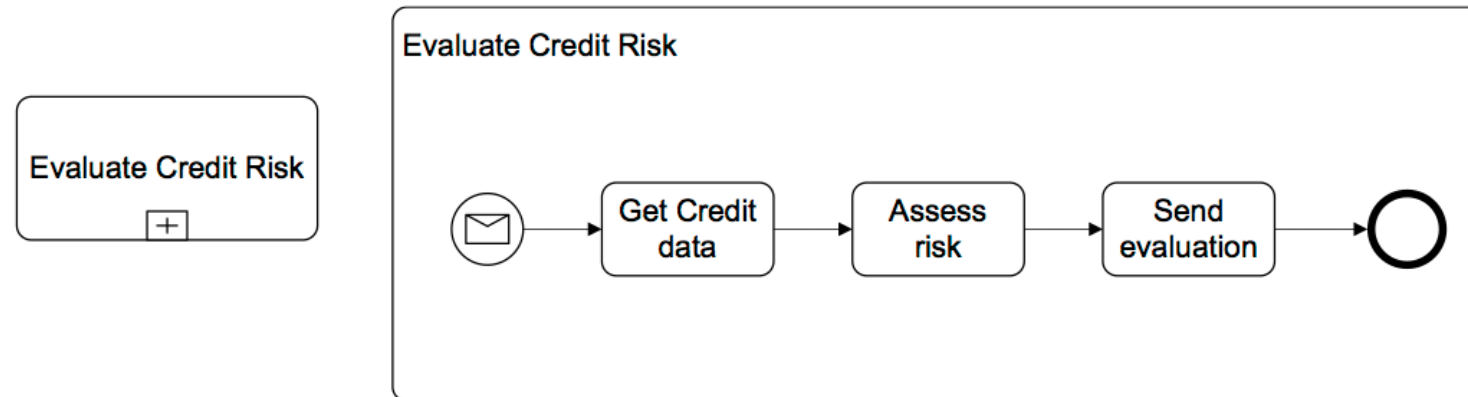 Evaluate Credit Risk
Evaluate Credit Risk
Get Credit
data
Assess
risk
Send
evaluation